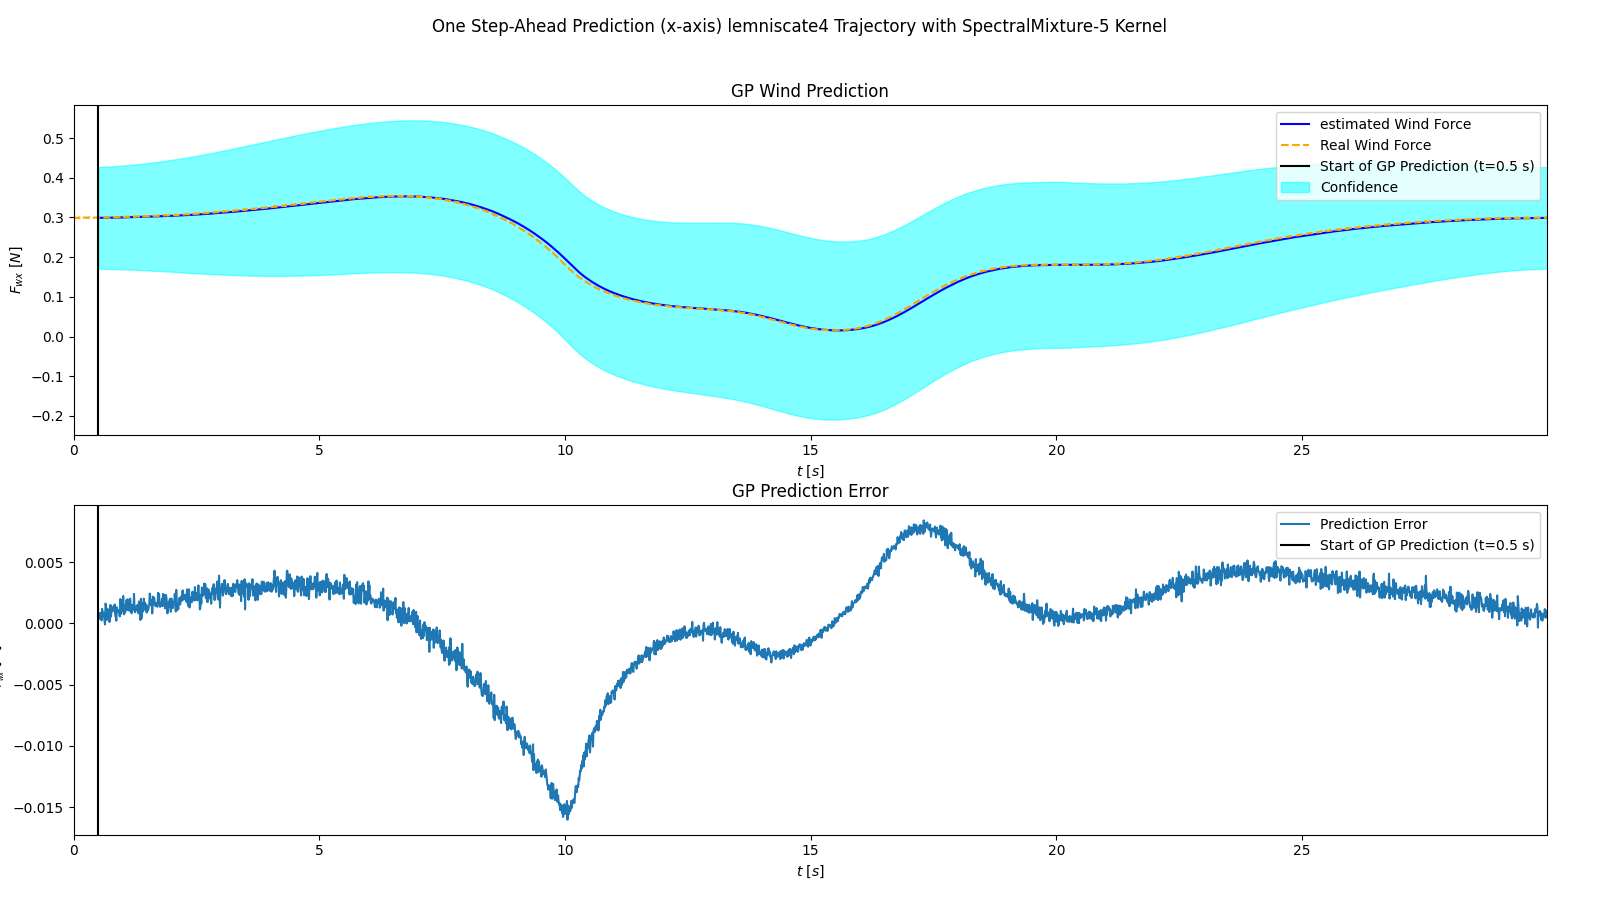 One Step-Ahead Prediction (x-axis) lemniscate4 Trajectory with SpectralMixture-5 Kernel
GP Wind Prediction
estimated Wind Force
Real Wind Force
Start of GP Prediction (t=0.5 s)
Confidence
0.5
0.4
0.3
0.2
0.1
0.0
−0.1
−0.2
F_wx [N]
0 5 10 15 20 25
t [s]
GP Prediction Error
Prediction Error
Start of GP Prediction (t=0.5 s)
0.005
0.000
−0.005
−0.010
−0.015
0 5 10 15 20 25
t [s]